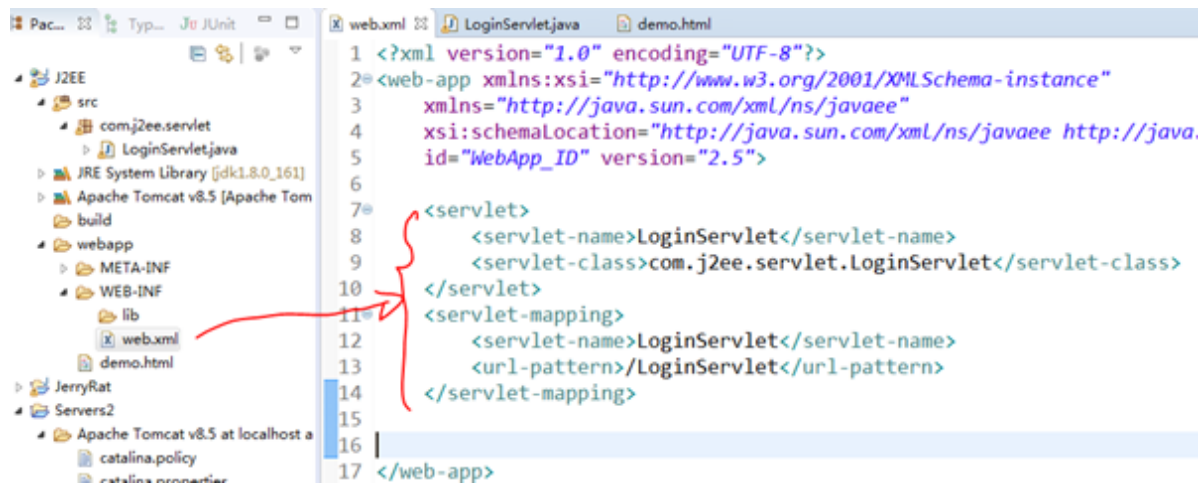 Pac...
Typ...
JUnit
J2EE
src
com.j2ee.servlet
LoginServlet.java
JRE System Library [jdk1.8.0_161]
Apache Tomcat v8.5 [Apache Tom
build
webapp
META-INF
WEB-INF
lib
web.xml
demo.html
JerryRat
Servers2
Apache Tomcat v8.5 at localhost a
catalina.policy
catalina.properties
web.xml
LoginServlet.java
demo.html
1 <?xml version="1.0" encoding="UTF-8"?>
2 <web-app xmlns:xsi="http://www.w3.org/2001/XMLSchema-instance"
3 xmlns="http://java.sun.com/xml/ns/javaee"
4 xsi:schemaLocation="http://java.sun.com/xml/ns/javaee http://java.
5 id="WebApp_ID" version="2.5">
6
7 <servlet>
8 <servlet-name>LoginServlet</servlet-name>
9 <servlet-class>com.j2ee.servlet.LoginServlet</servlet-class>
10 </servlet>
11 <servlet-mapping>
12 <servlet-name>LoginServlet</servlet-name>
13 <url-pattern>/LoginServlet</url-pattern>
14 </servlet-mapping>
15
16
17 </web-app>